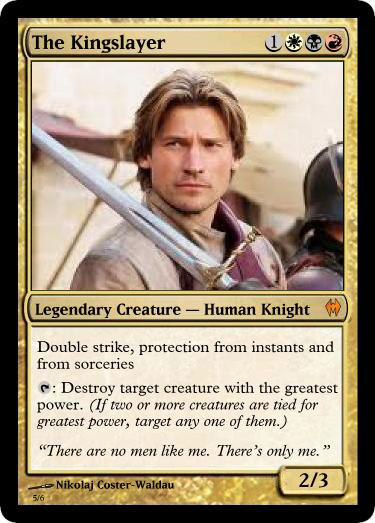 The Kingslayer 1
Legendary Creature — Human Knight
Double strike, protection from instants and
from sorceries
: Destroy target creature with the greatest
power. (If two or more creatures are tied for
greatest power, target any one of them.)
“There are no men like me. There’s only me.”
2/3
Nikolaj Coster-Waldau
5/6